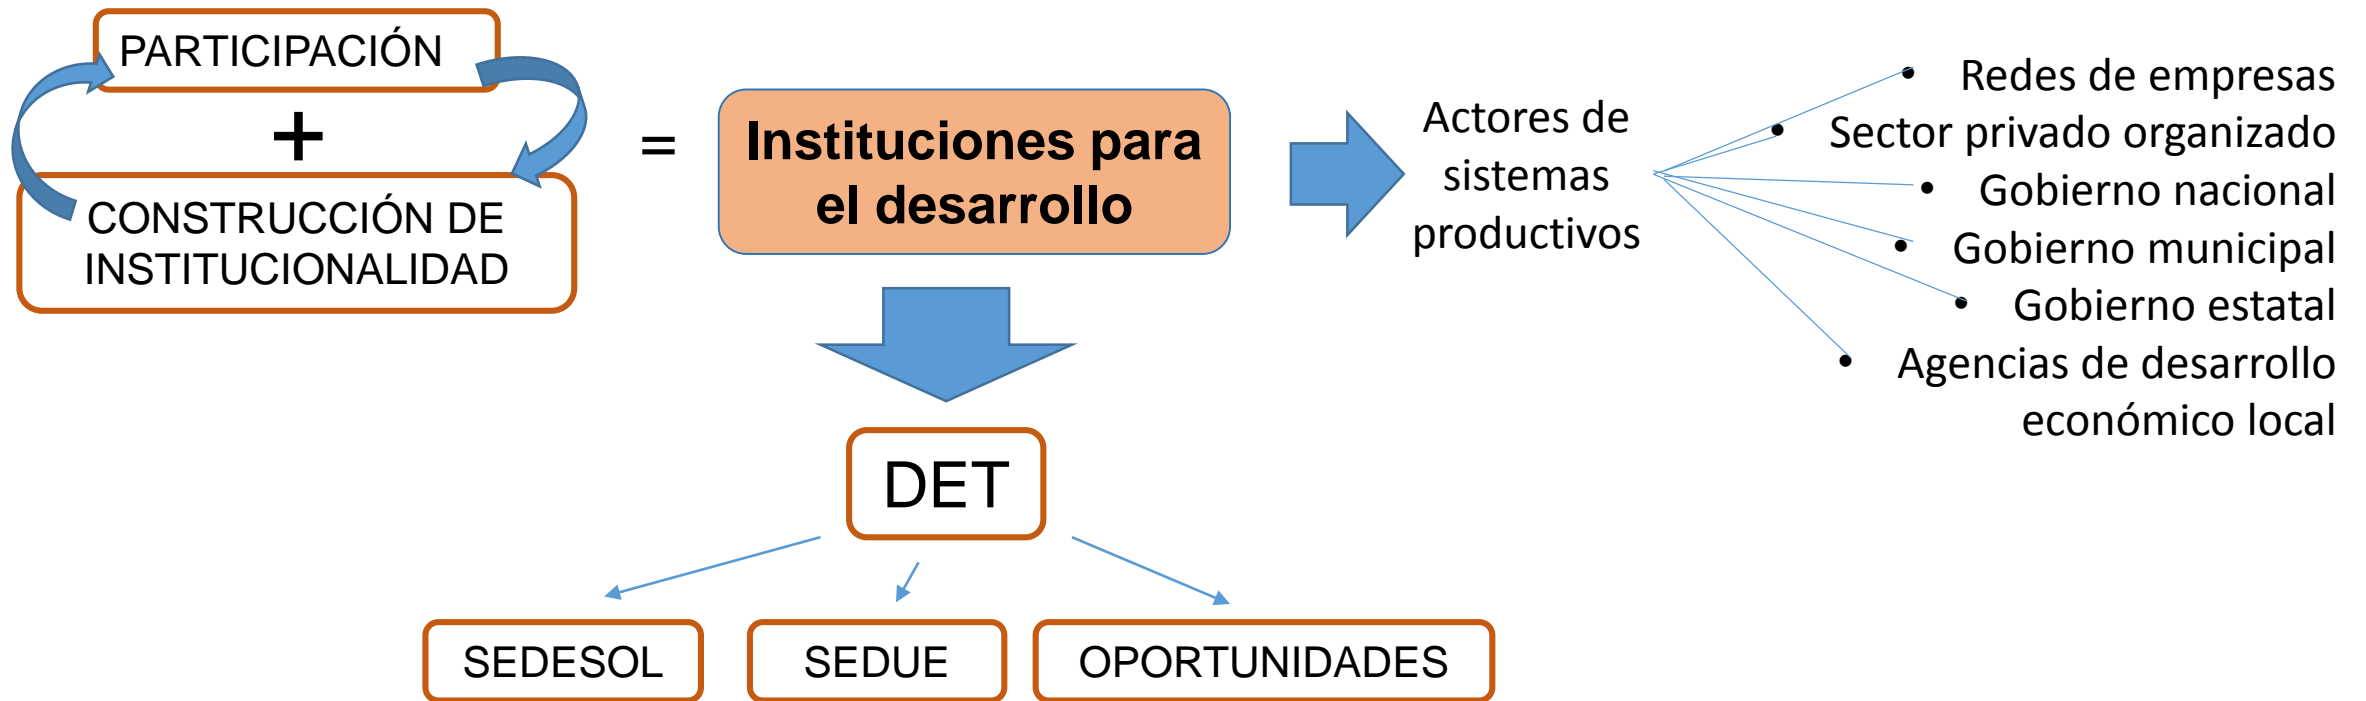 PARTICIPACIÓN
+
CONSTRUCCIÓN DE
INSTITUCIONALIDAD
=
Instituciones para
el desarrollo
Actores de
sistemas
productivos
• Redes de empresas
• Sector privado organizado
• Gobierno nacional
• Gobierno municipal
• Gobierno estatal
• Agencias de desarrollo
económico local
DET
SEDESOL
SEDUE
OPORTUNIDADES